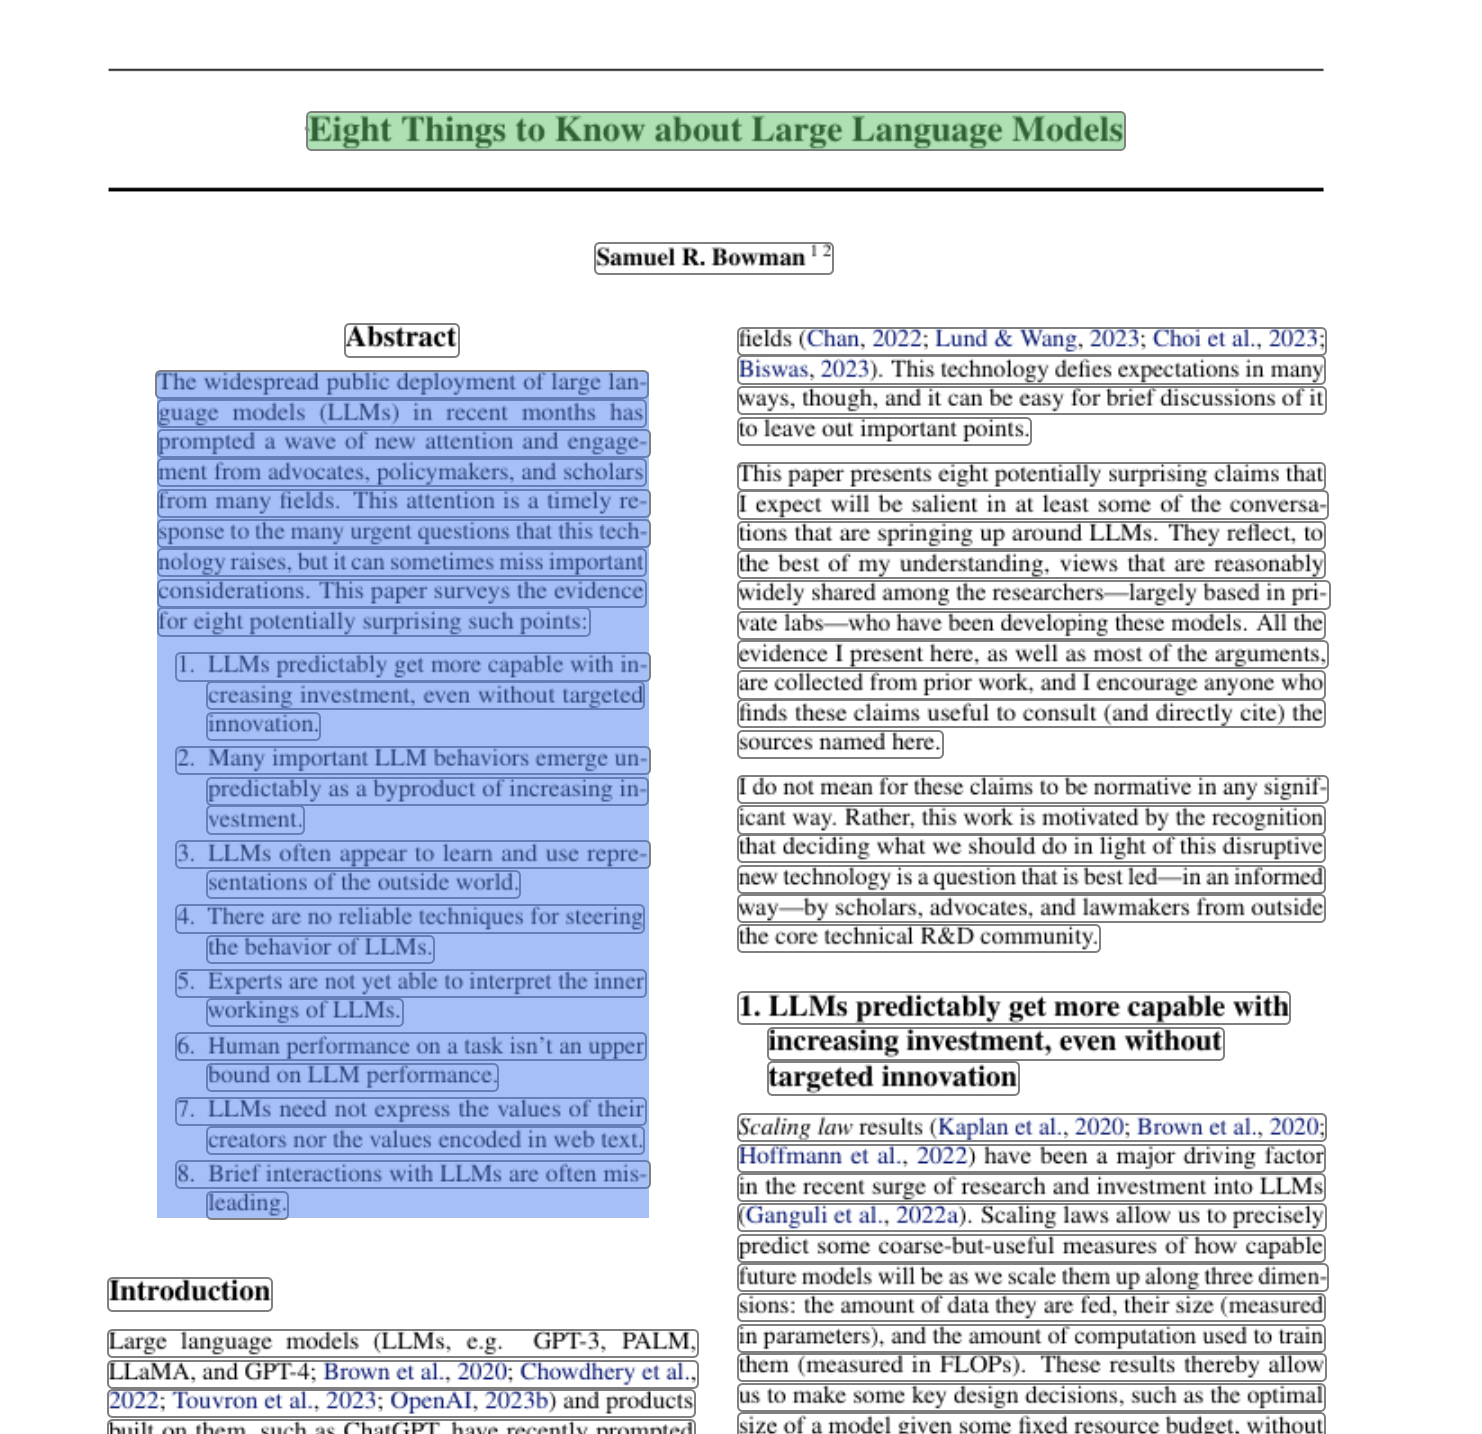 Eight Things to Know about Large Language Models
Samuel R. Bowman 1 2
Abstract
The widespread public deployment of large lan-
guage models (LLMs) in recent months has
prompted a wave of new attention and engage-
ment from advocates, policymakers, and scholars
from many fields. This attention is a timely re-
sponse to the many urgent questions that this tech-
nology raises, but it can sometimes miss important
considerations. This paper surveys the evidence
for eight potentially surprising such points:
1. LLMs predictably get more capable with in-
creasing investment, even without targeted
innovation.
2. Many important LLM behaviors emerge un-
predictably as a byproduct of increasing in-
vestment.
3. LLMs often appear to learn and use repre-
sentations of the outside world.
4. There are no reliable techniques for steering
the behavior of LLMs.
5. Experts are not yet able to interpret the inner
workings of LLMs.
6. Human performance on a task isn't an upper
bound on LLM performance.
7. LLMs need not express the values of their
creators nor the values encoded in web text.
8. Brief interactions with LLMs are often mis-
leading.
Introduction
Large language models (LLMs, e.g. GPT-3, PALM,
LLaMA, and GPT-4; Brown et al., 2020; Chowdhery et al.,
2022; Touvron et al., 2023; OpenAI, 2023b) and products
built on them, such as ChatGPT, have recently prompted
fields (Chan, 2022; Lund & Wang, 2023; Choi et al., 2023;
Biswas, 2023). This technology defies expectations in many
ways, though, and it can be easy for brief discussions of it
to leave out important points.
This paper presents eight potentially surprising claims that
I expect will be salient in at least some of the conversa-
tions that are springing up around LLMs. They reflect, to
the best of my understanding, views that are reasonably
widely shared among the researchers—largely based in pri-
vate labs—who have been developing these models. All the
evidence I present here, as well as most of the arguments,
are collected from prior work, and I encourage anyone who
finds these claims useful to consult (and directly cite) the
sources named here.
I do not mean for these claims to be normative in any signif-
icant way. Rather, this work is motivated by the recognition
that deciding what we should do in light of this disruptive
new technology is a question that is best led—in an informed
way—by scholars, advocates, and lawmakers from outside
the core technical R&D community.
1. LLMs predictably get more capable with
increasing investment, even without
targeted innovation
Scaling law results (Kaplan et al., 2020; Brown et al., 2020;
Hoffmann et al., 2022) have been a major driving factor
in the recent surge of research and investment into LLMs
(Ganguli et al., 2022a). Scaling laws allow us to precisely
predict some coarse-but-useful measures of how capable
future models will be as we scale them up along three dimen-
sions: the amount of data they are fed, their size (measured
in parameters), and the amount of computation used to train
them (measured in FLOPs). These results thereby allow
us to make some key design decisions, such as the optimal
size of a model given some fixed resource budget, without